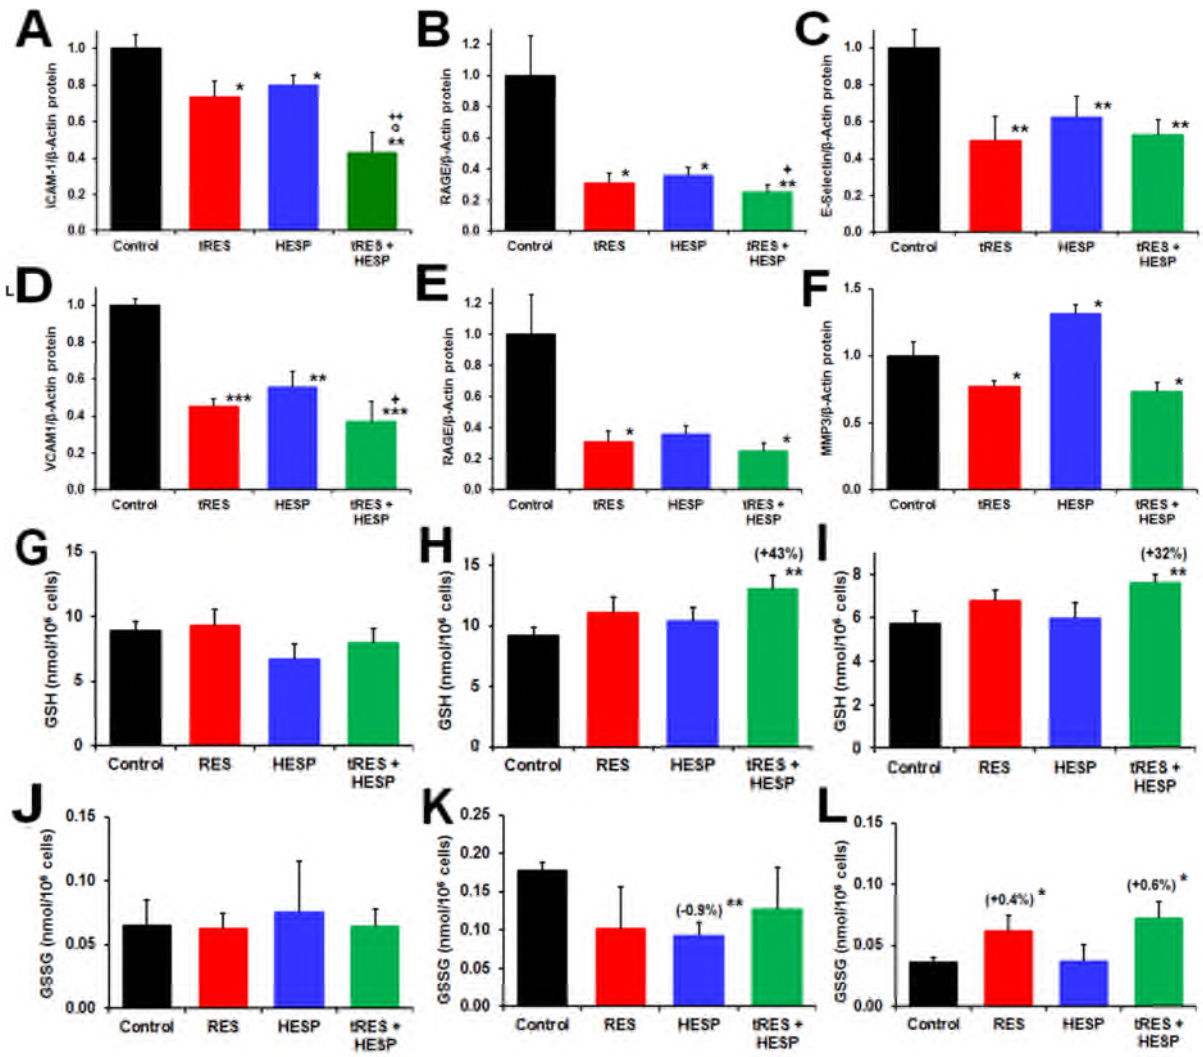 A
ICAM-1/β-Actin protein
1.0
0.8
0.6
0.4
0.2
0.0
*
*
++
o
**
Control
tRES
HESP
tRES +
HESP
B
RAGE/β-Actin protein
1.2
1.0
0.8
0.6
0.4
0.2
0.0
*
*
+
**
Control
tRES
HESP
tRES +
HESP
C
E-Selectin/β-Actin protein
1.0
0.8
0.6
0.4
0.2
0.0
**
**
**
Control
tRES
HESP
tRES +
HESP
L
D
VCAM1/β-Actin protein
1.0
0.8
0.6
0.4
0.2
0.0
***
**
+
***
Control
tRES
HESP
tRES +
HESP
E
RAGE/β-Actin protein
1.2
1.0
0.8
0.6
0.4
0.2
0.0
*
*
Control
tRES
HESP
tRES +
HESP
F
MMP3/β-Actin protein
1.5
1.0
0.5
0.0
*
*
*
Control
tRES
HESP
tRES +
HESP
G
GSH (nmol/10⁶ cells)
15
10
5
0
Control
RES
HESP
tRES +
HESP
H
GSH (nmol/10⁶ cells)
15
10
5
0
(+43%)
**
Control
RES
HESP
tRES +
HESP
I
GSH (nmol/10⁶ cells)
8
6
4
2
0
(+32%)
**
Control
RES
HESP
tRES +
HESP
J
GSSG (nmol/10⁶ cells)
0.15
0.10
0.05
0.00
Control
RES
HESP
tRES +
HESP
K
GSSG (nmol/10⁶ cells)
0.25
0.20
0.15
0.10
0.05
0.00
(-0.9%) **
Control
RES
HESP
tRES +
HESP
L
GSSG (nmol/10⁶ cells)
0.15
0.10
0.05
0.00
(+0.4%) *
(+0.6%) *
Control
RES
HESP
tRES +
HESP